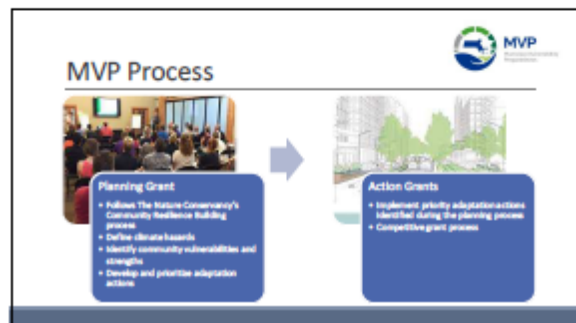 MVP
MVP Process
Planning Grant
• Follows The Nature Conservancy's
Community Resilience Building
process
• Define climate hazards
• Identify community vulnerabilities and
strengths
• Develop and prioritize adaptation
actions
Action Grants
• Implement priority adaptation actions
identified during the planning process
• Competitive grant process